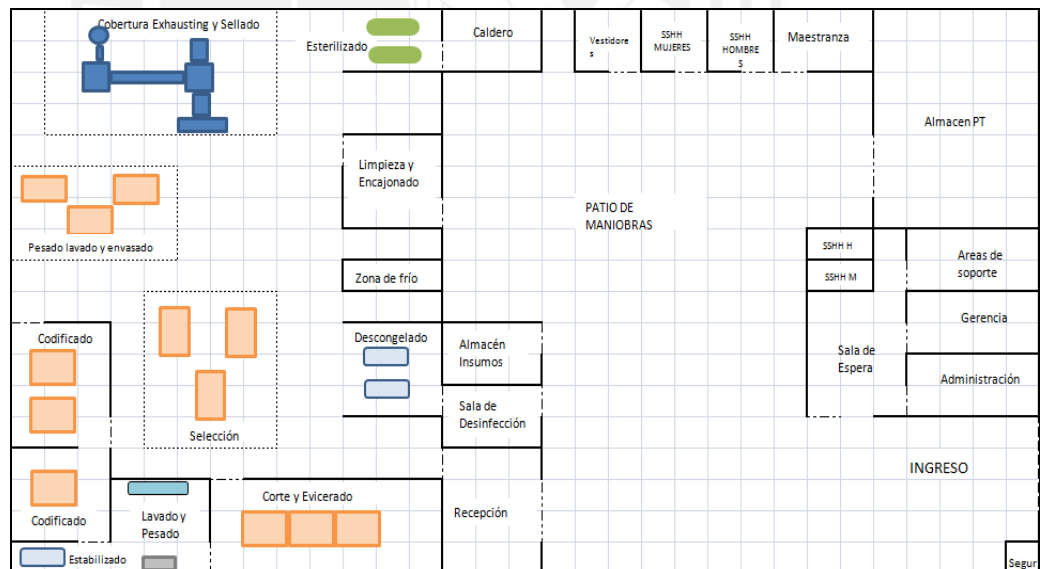 Cobertura Exhausting y Sellado
Esterilizado
Caldero
Vestidore
s
SSHH
MUJERES
SSHH
HOMBRE
S
Maestranza
Almacen PT
Limpieza y
Encajonado
PATIO DE
MANIOBRAS
Pesado lavado y envasado
Zona de frío
SSHH H
SSHH M
Areas de
soporte
Gerencia
Codificado
Descongelado
Almacén
Insumos
Sala de
Espera
Administración
Selección
Sala de
Desinfección
INGRESO
Codificado
Lavado y
Pesado
Corte y Evicerado
Recepción
Estabilizado
Segur